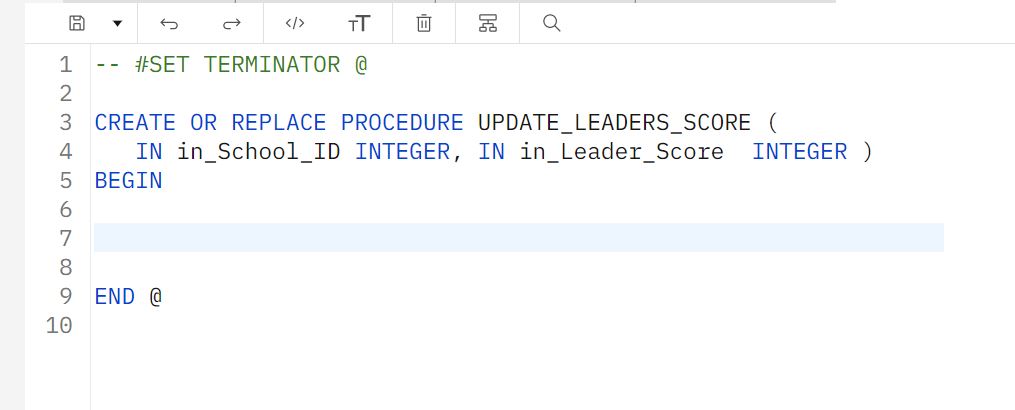 </> TT
1 -- #SET TERMINATOR @
2
3 CREATE OR REPLACE PROCEDURE UPDATE_LEADERS_SCORE (
4    IN in_School_ID INTEGER, IN in_Leader_Score  INTEGER )
5 BEGIN
6
7
8
9 END @
10